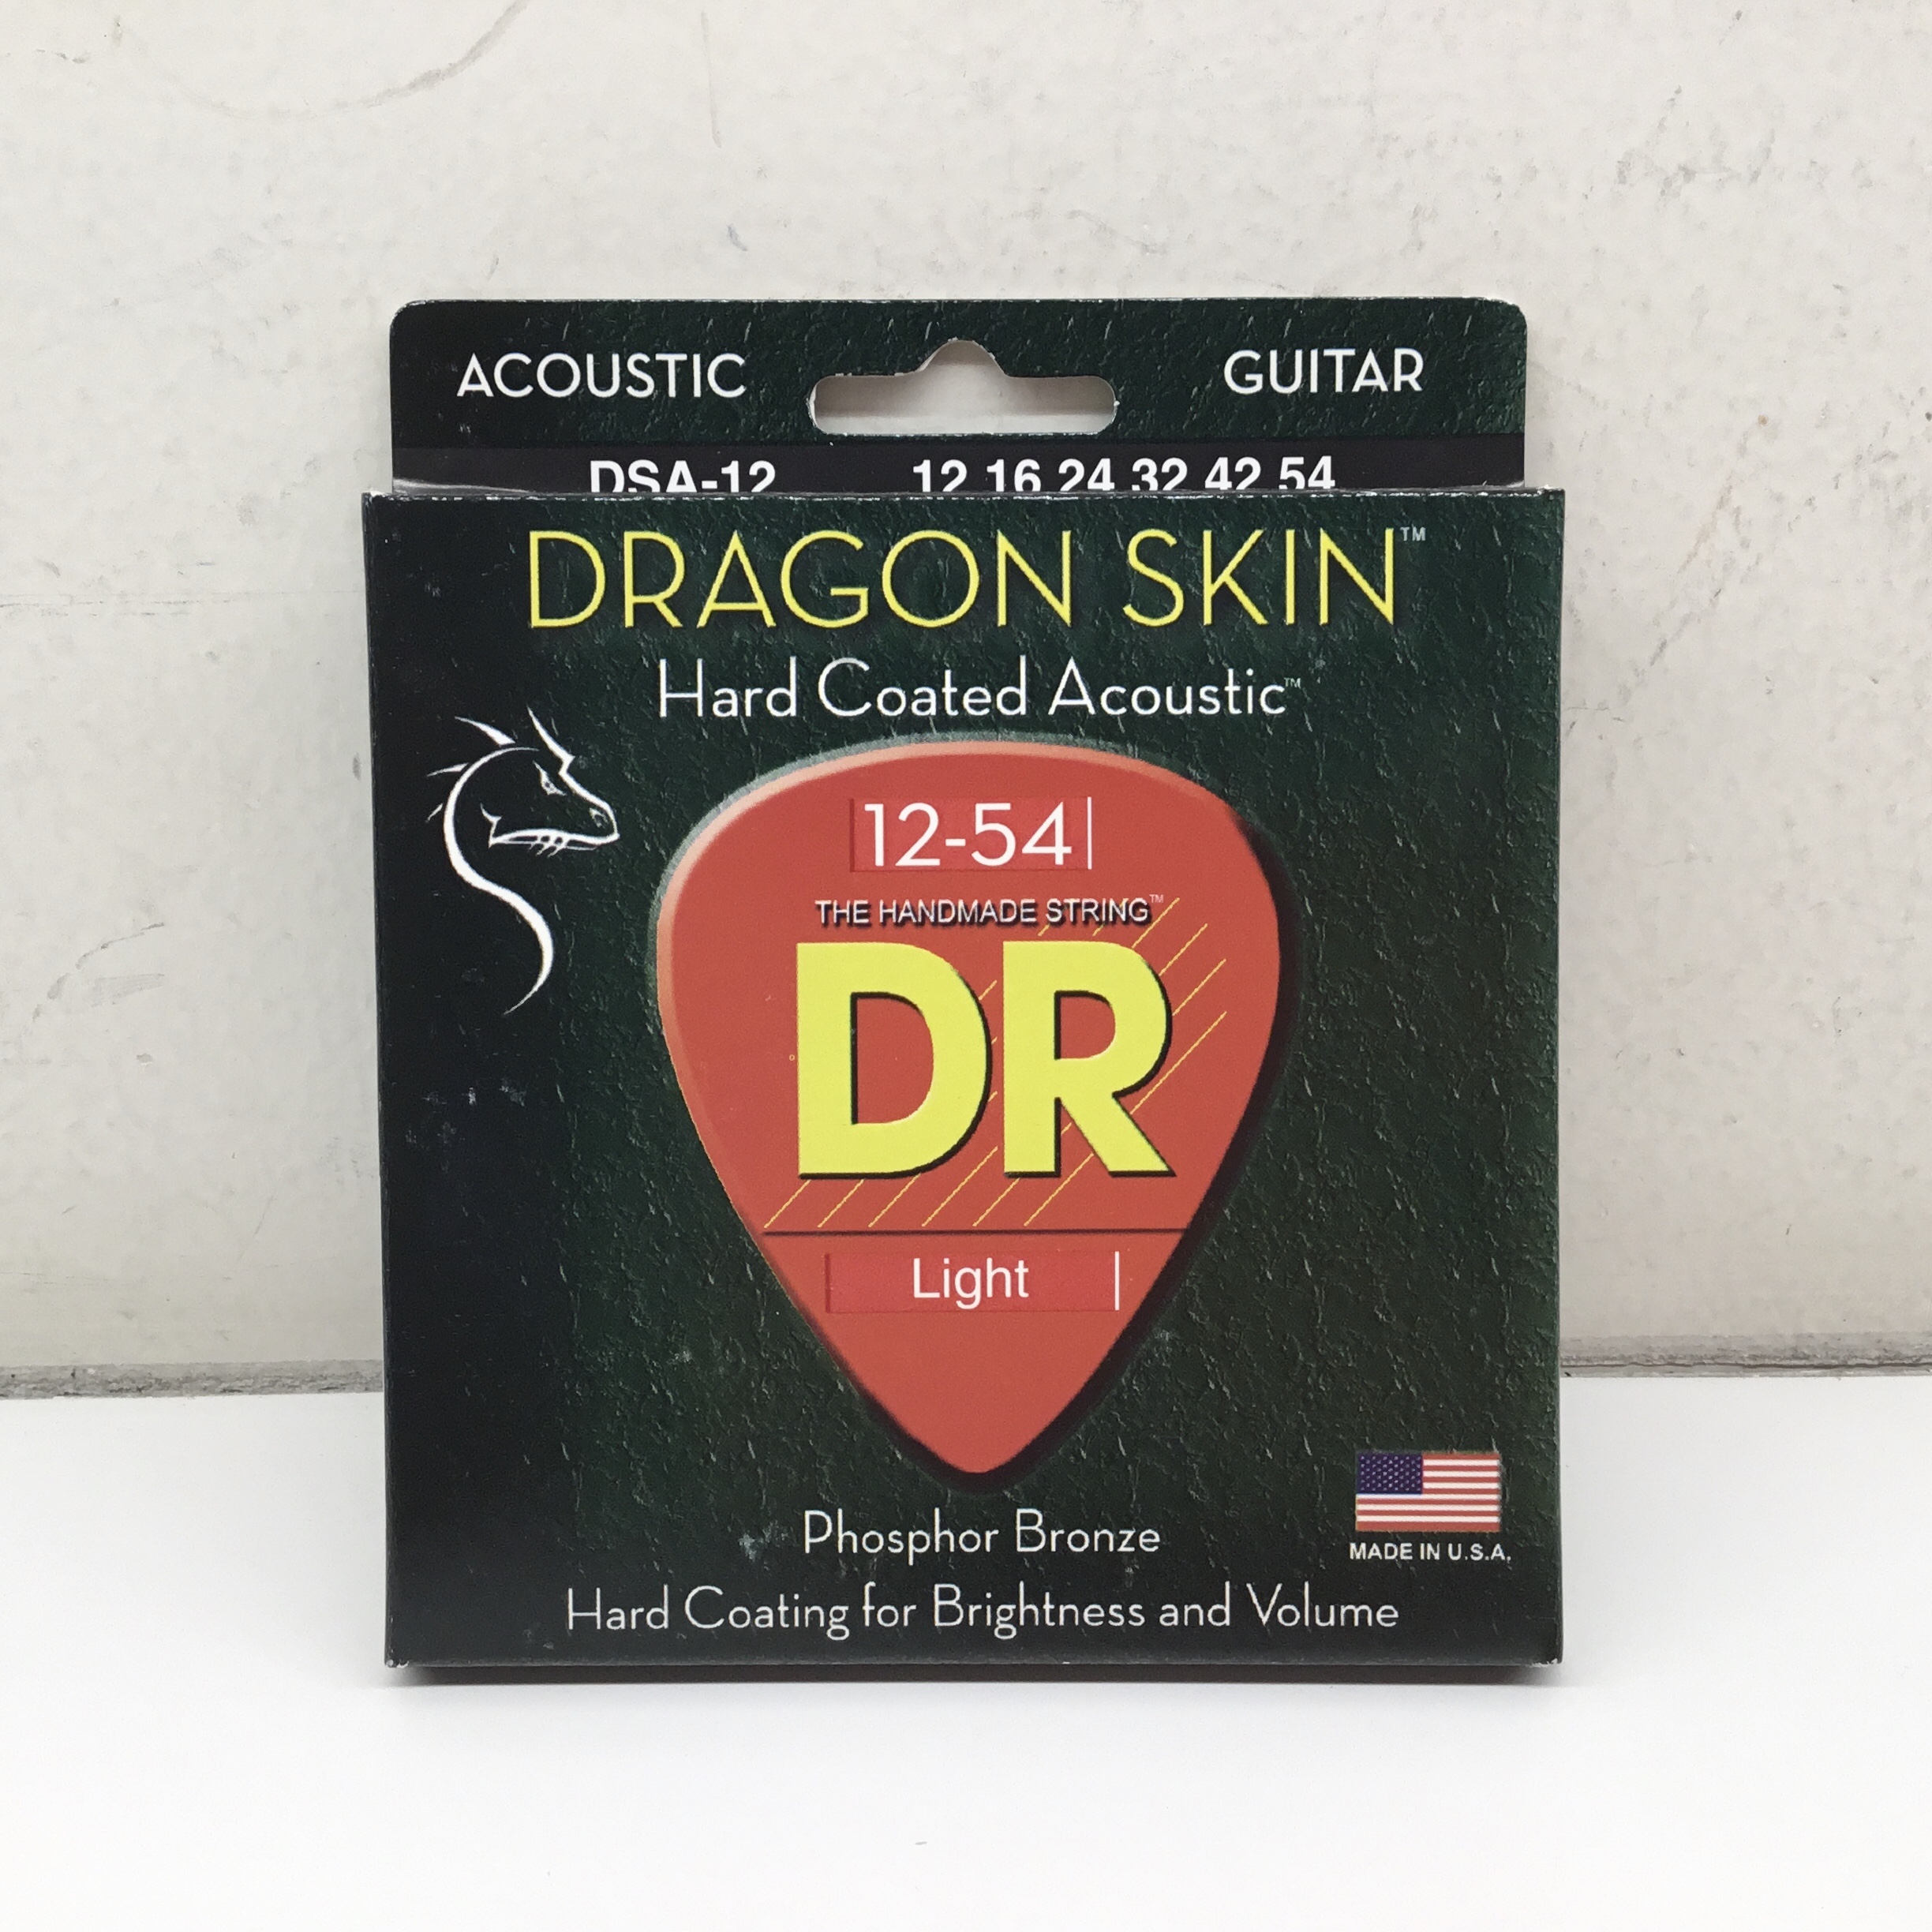 ACOUSTIC GUITAR
DSA-12 12 16 24 32 42 54
DRAGON SKIN™
Hard Coated Acoustic™
12-54
THE HANDMADE STRING™
DR
Light
Phosphor Bronze
MADE IN U.S.A.
Hard Coating for Brightness and Volume